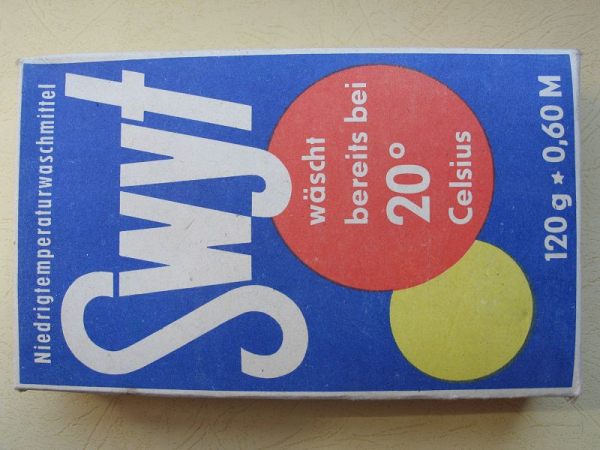 Niedrigtemperaturwaschmittel
Swyt
wäscht
bereits bei
20°
Celsius
120 g * 0,60 M